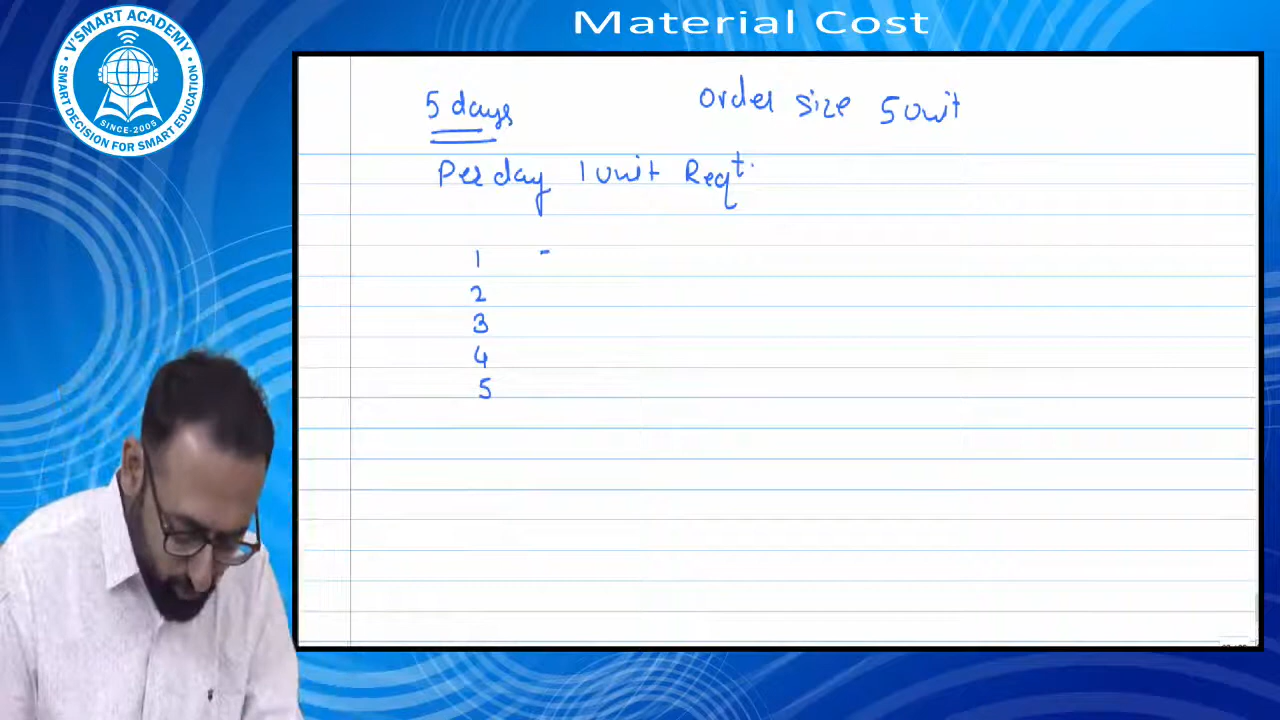 Material Cost
V'SMART ACADEMY
SINCE-2005
SMART DECISION FOR SMART EDUCATION
5 days
order size 5 unit
Per day 1 unit Reqt.
1 -
2
3
4
5